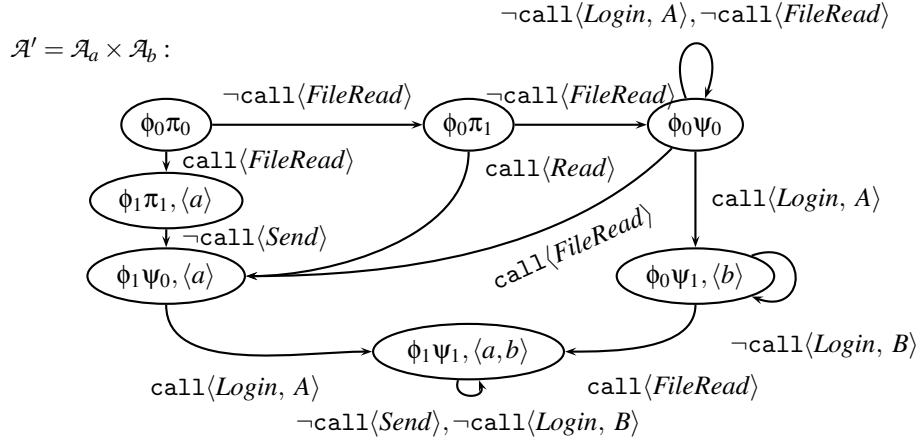 ¬call⟨Login, A⟩,¬call⟨FileRead⟩
𝒜′ = 𝒜a × 𝒜b :
¬call⟨FileRead⟩
¬call⟨FileRead⟩
ϕ0π0
ϕ0π1
ϕ0ψ0
call⟨FileRead⟩
call⟨Read⟩
ϕ1π1,⟨a⟩
call⟨Login, A⟩
¬call⟨Send⟩
call⟨FileRead⟩
ϕ1ψ0,⟨a⟩
ϕ0ψ1,⟨b⟩
ϕ1ψ1,⟨a,b⟩
¬call⟨Login, B⟩
call⟨Login, A⟩
call⟨FileRead⟩
¬call⟨Send⟩,¬call⟨Login, B⟩